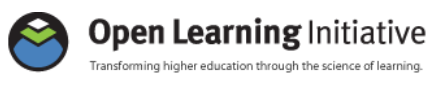 Open Learning Initiative
Transforming higher education through the science of learning.